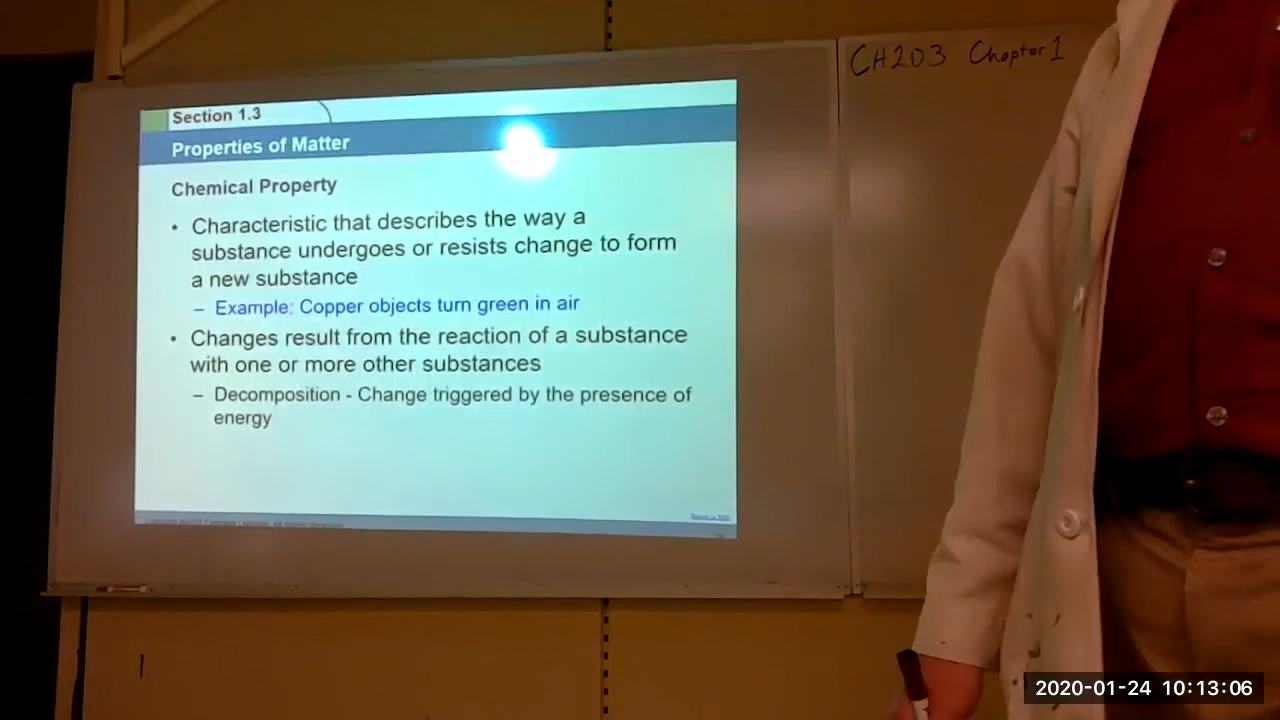 CH203 Chapter 1
Section 1.3
Properties of Matter
Chemical Property
• Characteristic that describes the way a
substance undergoes or resists change to form
a new substance
– Example: Copper objects turn green in air
• Changes result from the reaction of a substance
with one or more other substances
– Decomposition - Change triggered by the presence of
energy
2020-01-24 10:13:06